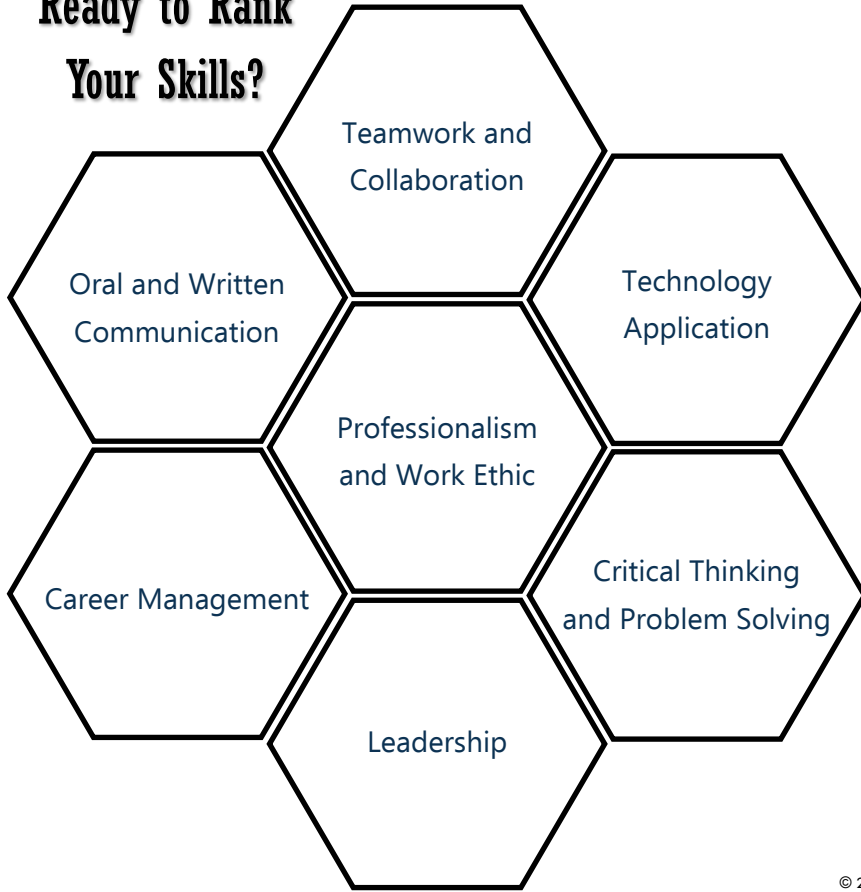 Ready to Rank
Your Skills?
Teamwork and
Collaboration
Oral and Written
Communication
Technology
Application
Professionalism
and Work Ethic
Career Management
Critical Thinking
and Problem Solving
Leadership
©